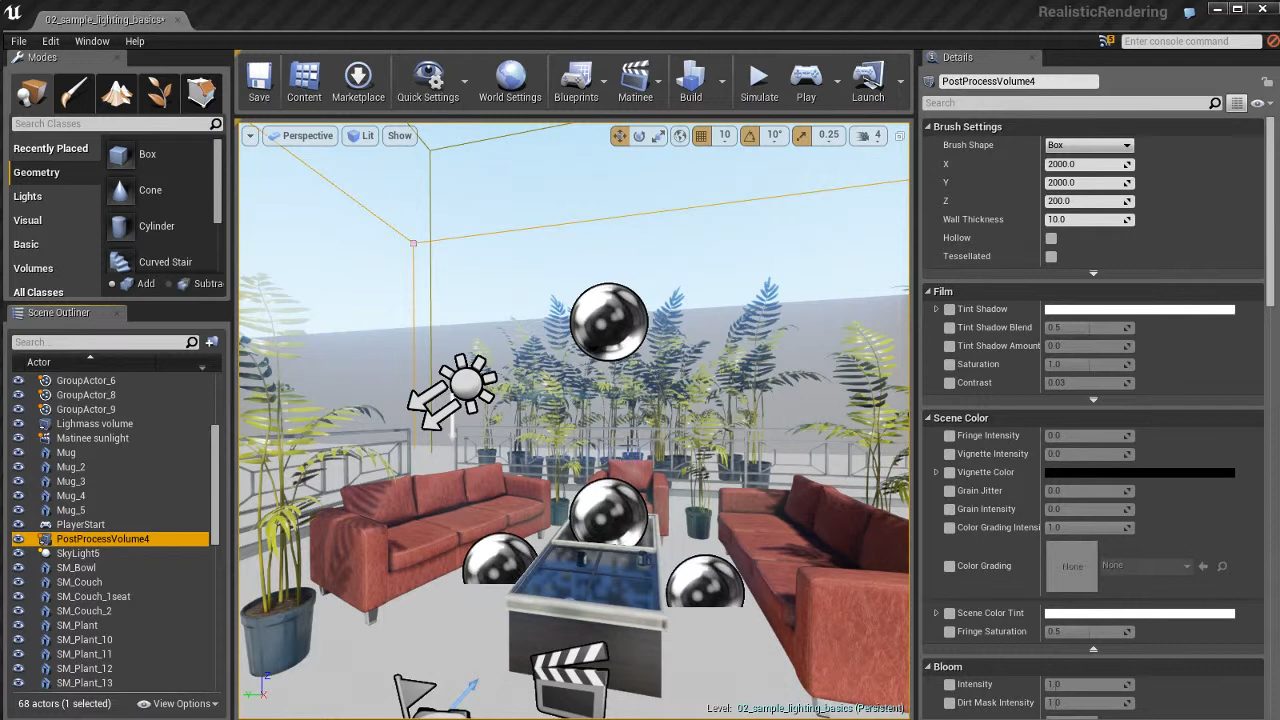 02_sample_lighting_basics*
RealisticRendering
File Edit Window Help
Enter console command
Modes
Search Classes
Recently Placed
Geometry
Lights
Visual
Basic
Volumes
All Classes
Box
Cone
Cylinder
Curved Stair
Add Subtra
Scene Outliner
Search...
Actor
GroupActor_6
GroupActor_8
GroupActor_9
Lighmass volume
Matinee sunlight
Mug
Mug_2
Mug_3
Mug_4
Mug_5
PlayerStart
PostProcessVolume4
SkyLight5
SM_Bowl
SM_Couch
SM_Couch_1seat
SM_Couch_2
SM_Plant
SM_Plant_10
SM_Plant_11
SM_Plant_12
SM_Plant_13
68 actors (1 selected) View Options
Save Content Marketplace Quick Settings World Settings Blueprints Matinee Build Simulate Play Launch
Perspective Lit Show 10 10° 0.25 4
Z
Y X
Level: 02_sample_lighting_basics (Persistent)
Details
PostProcessVolume4
Search
Brush Settings
Brush Shape Box
X 2000.0
Y 2000.0
Z 200.0
Wall Thickness 10.0
Hollow
Tessellated
Film
Tint Shadow
Tint Shadow Blend 0.5
Tint Shadow Amount 0.0
Saturation 1.0
Contrast 0.03
Scene Color
Fringe Intensity 0.0
Vignette Intensity 0.0
Vignette Color
Grain Jitter 0.0
Grain Intensity 0.0
Color Grading Intensi 1.0
Color Grading None None
Scene Color Tint
Fringe Saturation 0.5
Bloom
Intensity 1.0
Dirt Mask Intensity 1.0